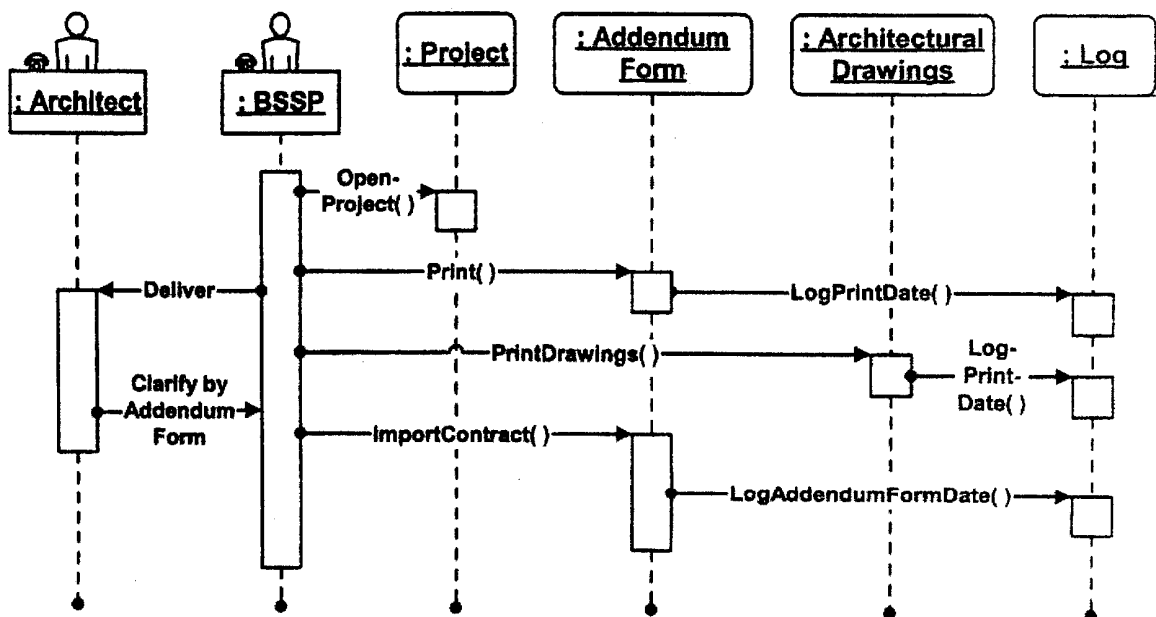 : Architect
: BSSP
: Project
: Addendum
Form
: Architectural
Drawings
: Log
Open-
Project( )
Print( )
Deliver
LogPrintDate( )
PrintDrawings( )
Log-
Print-
Date( )
Clarify by
Addendum
Form
ImportContract( )
LogAddendumFormDate( )